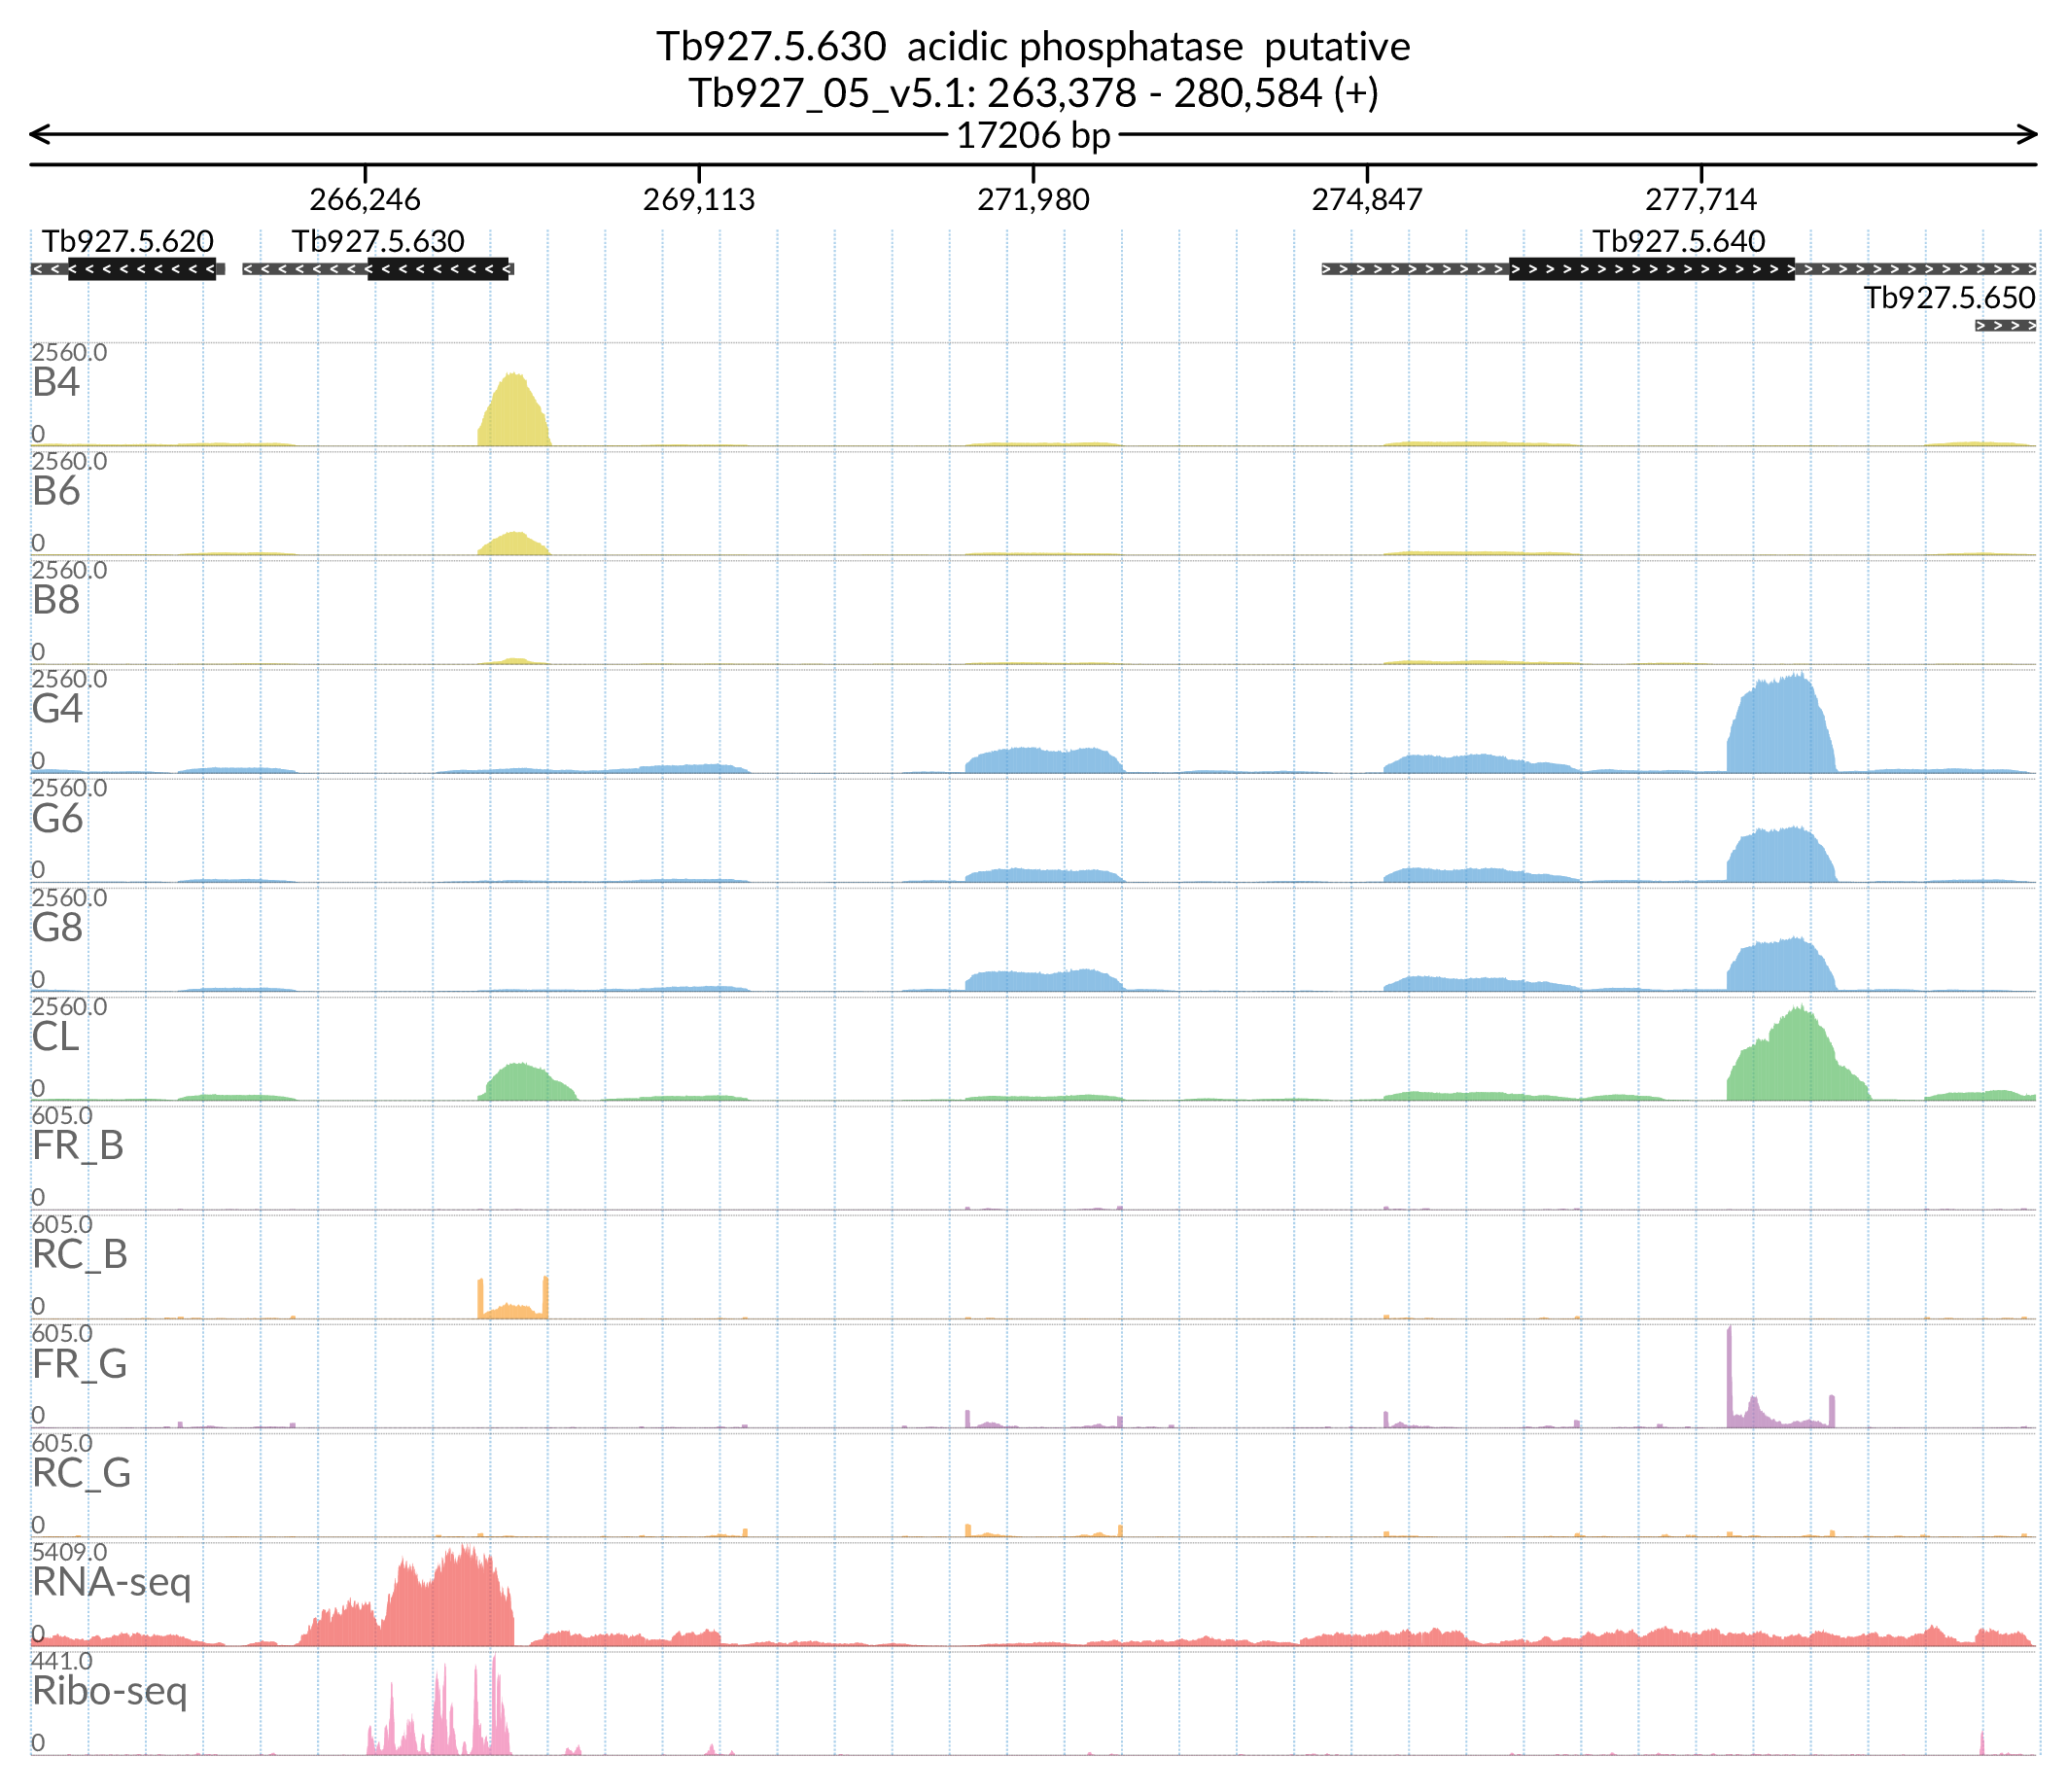 Tb927.5.630  acidic phosphatase  putative
Tb927_05_v5.1: 263,378 - 280,584 (+)
17206 bp
266,246 269,113 271,980 274,847 277,714
Tb927.5.620 Tb927.5.630 Tb927.5.640
Tb927.5.650
2560.0
B4
0
2560.0
B6
0
2560.0
B8
0
2560.0
G4
0
2560.0
G6
0
2560.0
G8
0
2560.0
CL
0
605.0
FR_B
0
605.0
RC_B
0
605.0
FR_G
0
605.0
RC_G
0
5409.0
RNA-seq
0
441.0
Ribo-seq
0